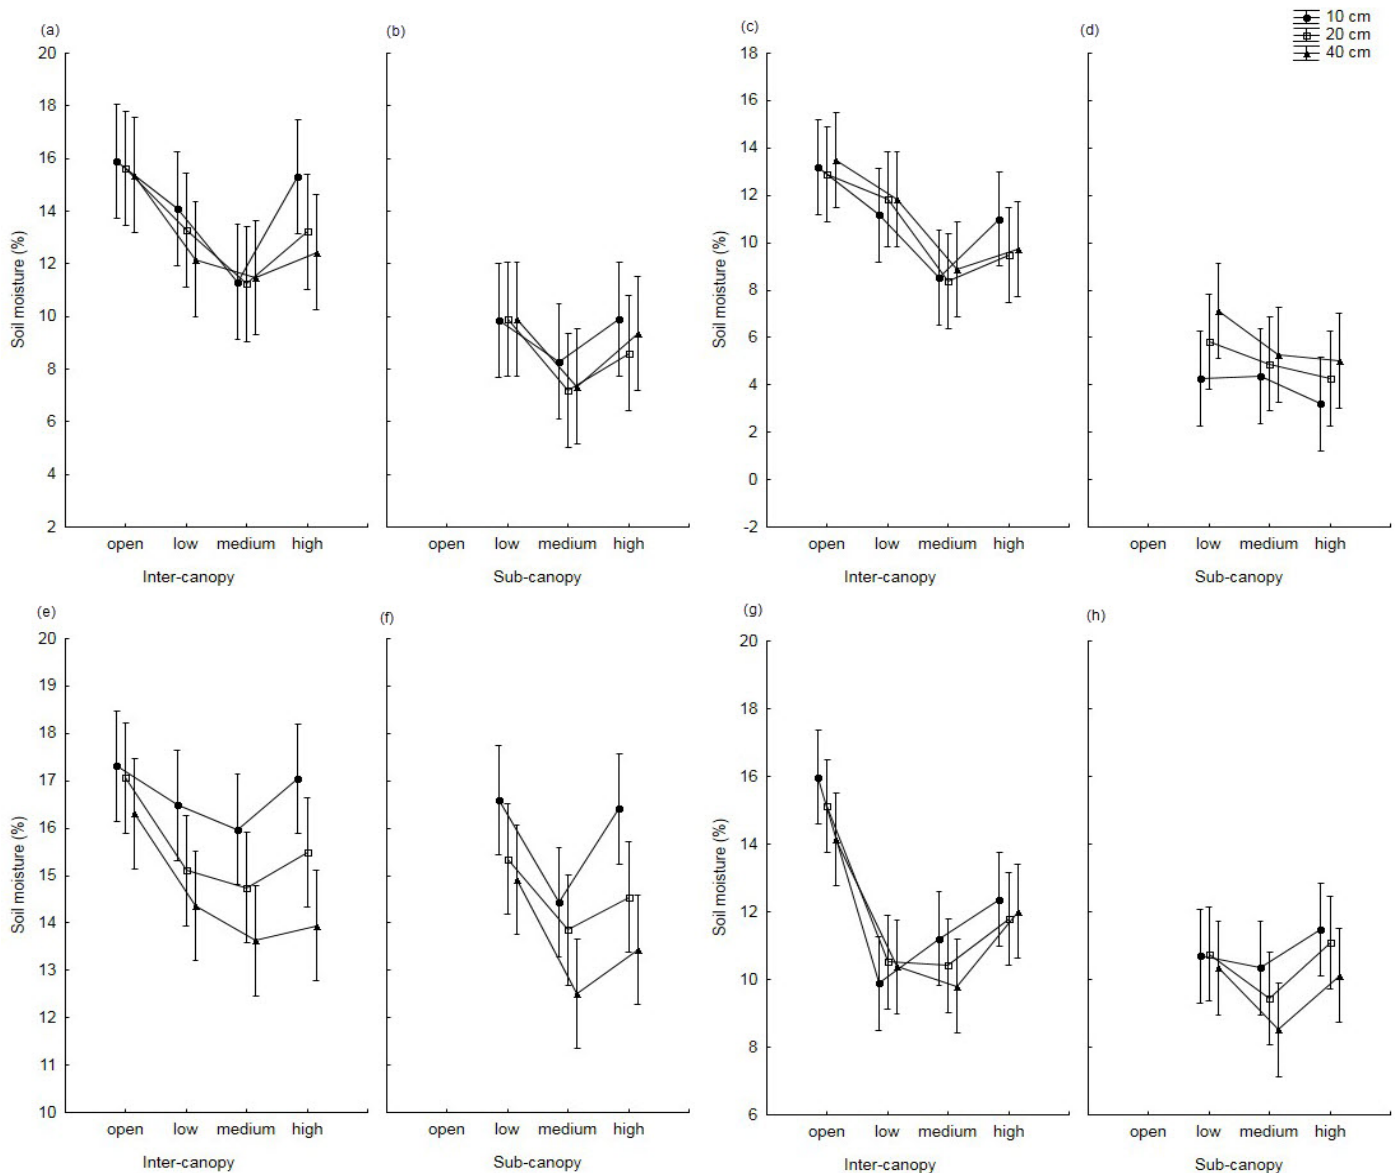 (a)
(b)
(c)
(d)
10 cm
20 cm
40 cm
20
18
16
14
12
10
8
6
4
2
Soil moisture (%)
open low medium high
Inter-canopy
open low medium high
Sub-canopy
18
16
14
12
10
8
6
4
2
0
-2
Soil moisture (%)
open low medium high
Inter-canopy
open low medium high
Sub-canopy
(e)
(f)
(g)
(h)
20
19
18
17
16
15
14
13
12
11
10
Soil moisture (%)
open low medium high
Inter-canopy
open low medium high
Sub-canopy
20
18
16
14
12
10
8
6
Soil moisture (%)
open low medium high
Inter-canopy
open low medium high
Sub-canopy